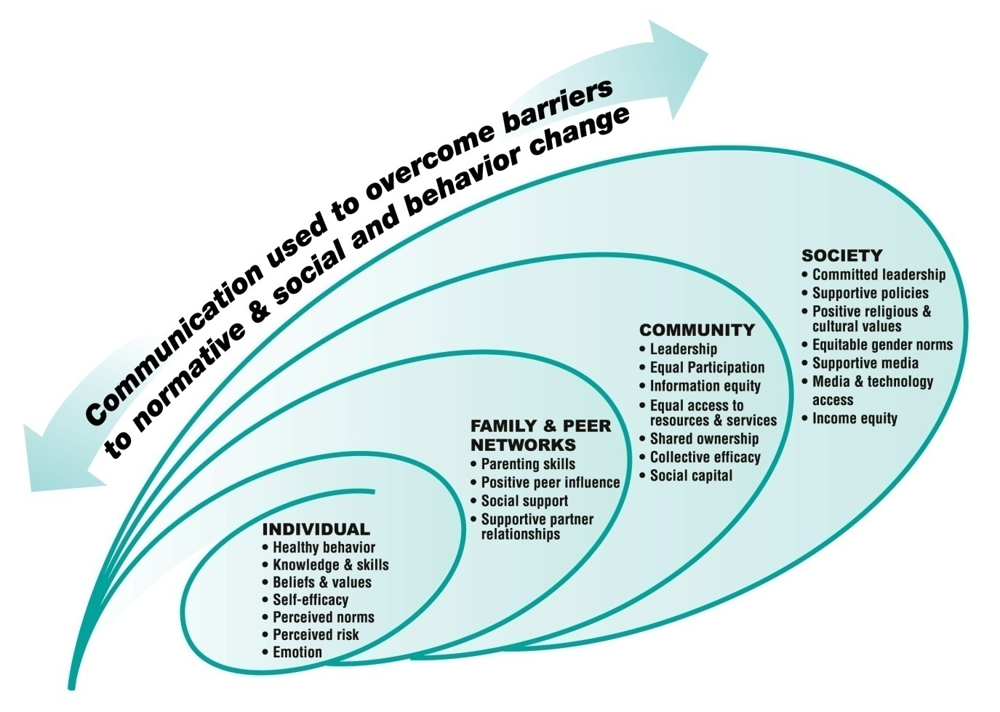 Communication used to overcome barriers
to normative & social and behavior change
SOCIETY
• Committed leadership
• Supportive policies
• Positive religious &
cultural values
• Equitable gender norms
• Supportive media
• Media & technology
access
• Income equity
COMMUNITY
• Leadership
• Equal Participation
• Information equity
• Equal access to
resources & services
• Shared ownership
• Collective efficacy
• Social capital
FAMILY & PEER
NETWORKS
• Parenting skills
• Positive peer influence
• Social support
• Supportive partner
relationships
INDIVIDUAL
• Healthy behavior
• Knowledge & skills
• Beliefs & values
• Self-efficacy
• Perceived norms
• Perceived risk
• Emotion